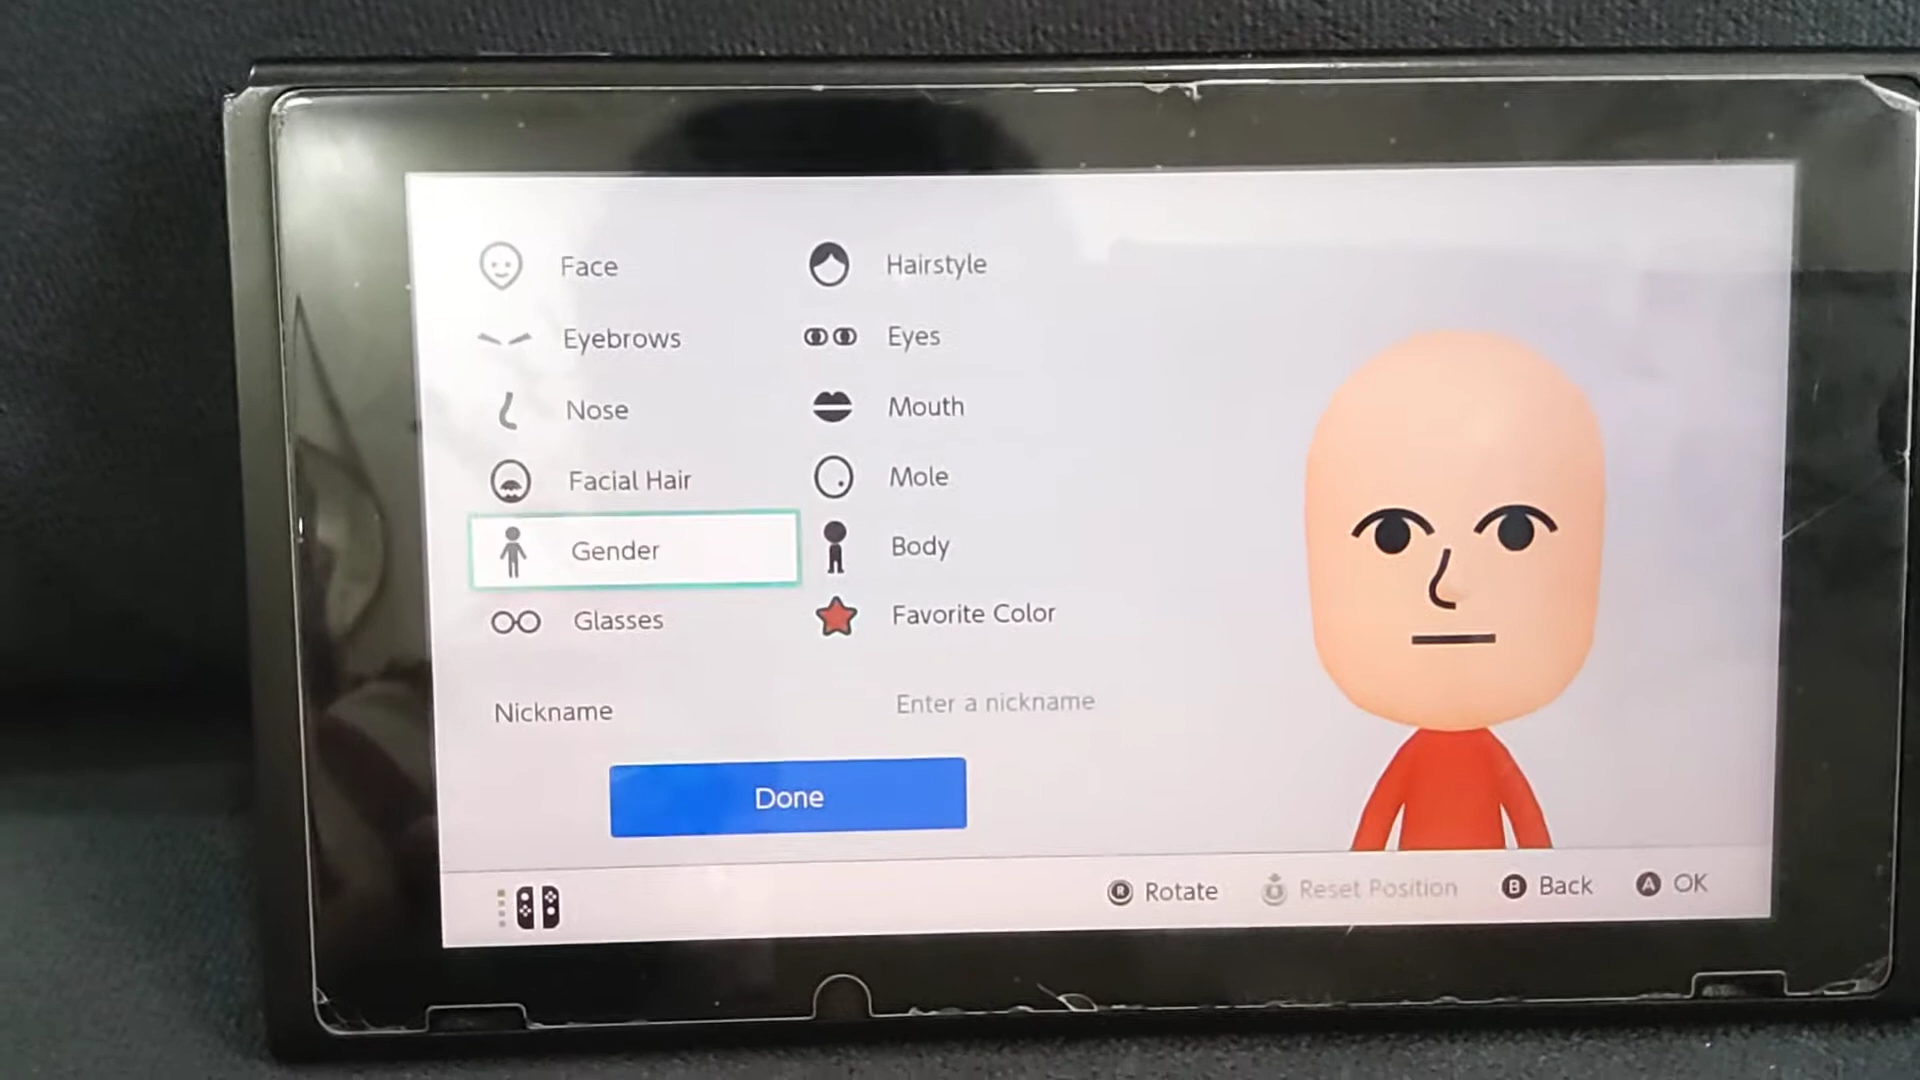 Face
Hairstyle
Eyebrows
Eyes
Nose
Mouth
Facial Hair
Mole
Gender
Body
Glasses
Favorite Color
Nickname
Enter a nickname
Done
R Rotate
Reset Position
B Back
A OK